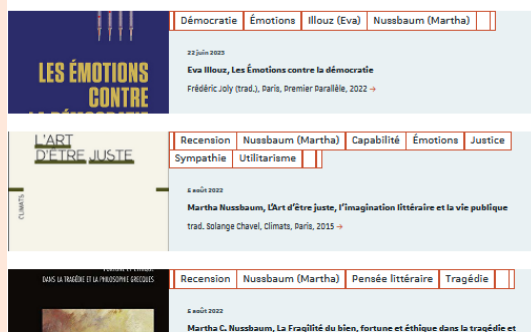 Démocratie Émotions Illouz (Eva) Nussbaum (Martha)
22 juin 2023
Eva Illouz, Les Émotions contre la démocratie
Frédéric Joly (trad.), Paris, Premier Parallèle, 2022 →
LES ÉMOTIONS
CONTRE
LA DÉMOCRATIE
L'ART
D'ÊTRE JUSTE
CLIMATS
Recension Nussbaum (Martha) Capabilité Émotions Justice
Sympathie Utilitarisme
6 août 2022
Martha Nussbaum, L'Art d'être juste, l'imagination littéraire et la vie publique
trad. Solange Chavel, Climats, Paris, 2015 →
DANS LA TRAGÉDIE ET LA PHILOSOPHIE GRECQUES
Recension Nussbaum (Martha) Pensée littéraire Tragédie
6 août 2022
Martha C. Nussbaum, La Fragilité du bien, fortune et éthique dans la tragédie et